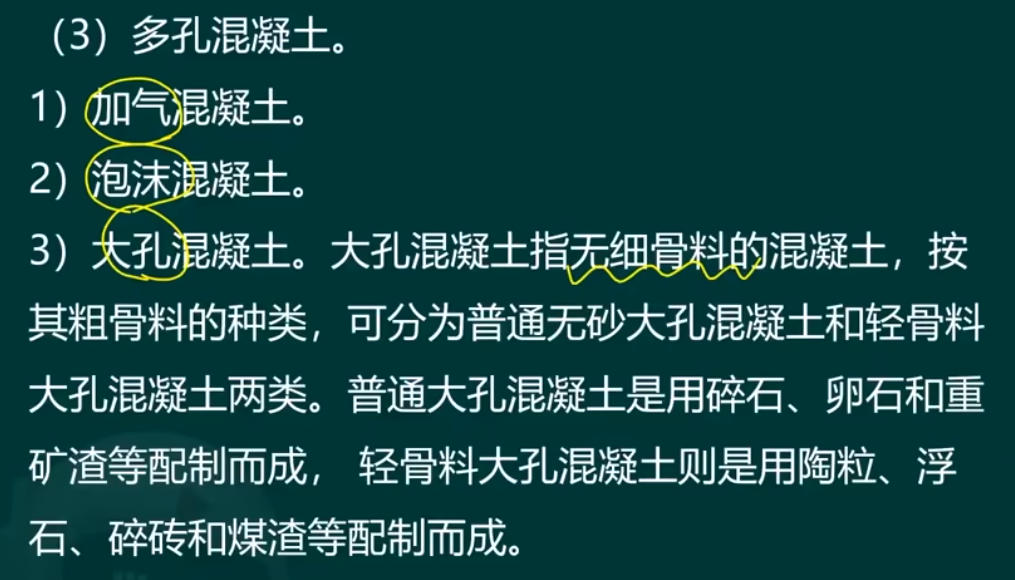 （3）多孔混凝土。
1）加气混凝土。
2）泡沫混凝土。
3）大孔混凝土。大孔混凝土指无细骨料的混凝土，按
其粗骨料的种类，可分为普通无砂大孔混凝土和轻骨料
大孔混凝土两类。普通大孔混凝土是用碎石、卵石和重
矿渣等配制而成， 轻骨料大孔混凝土则是用陶粒、浮
石、碎砖和煤渣等配制而成。